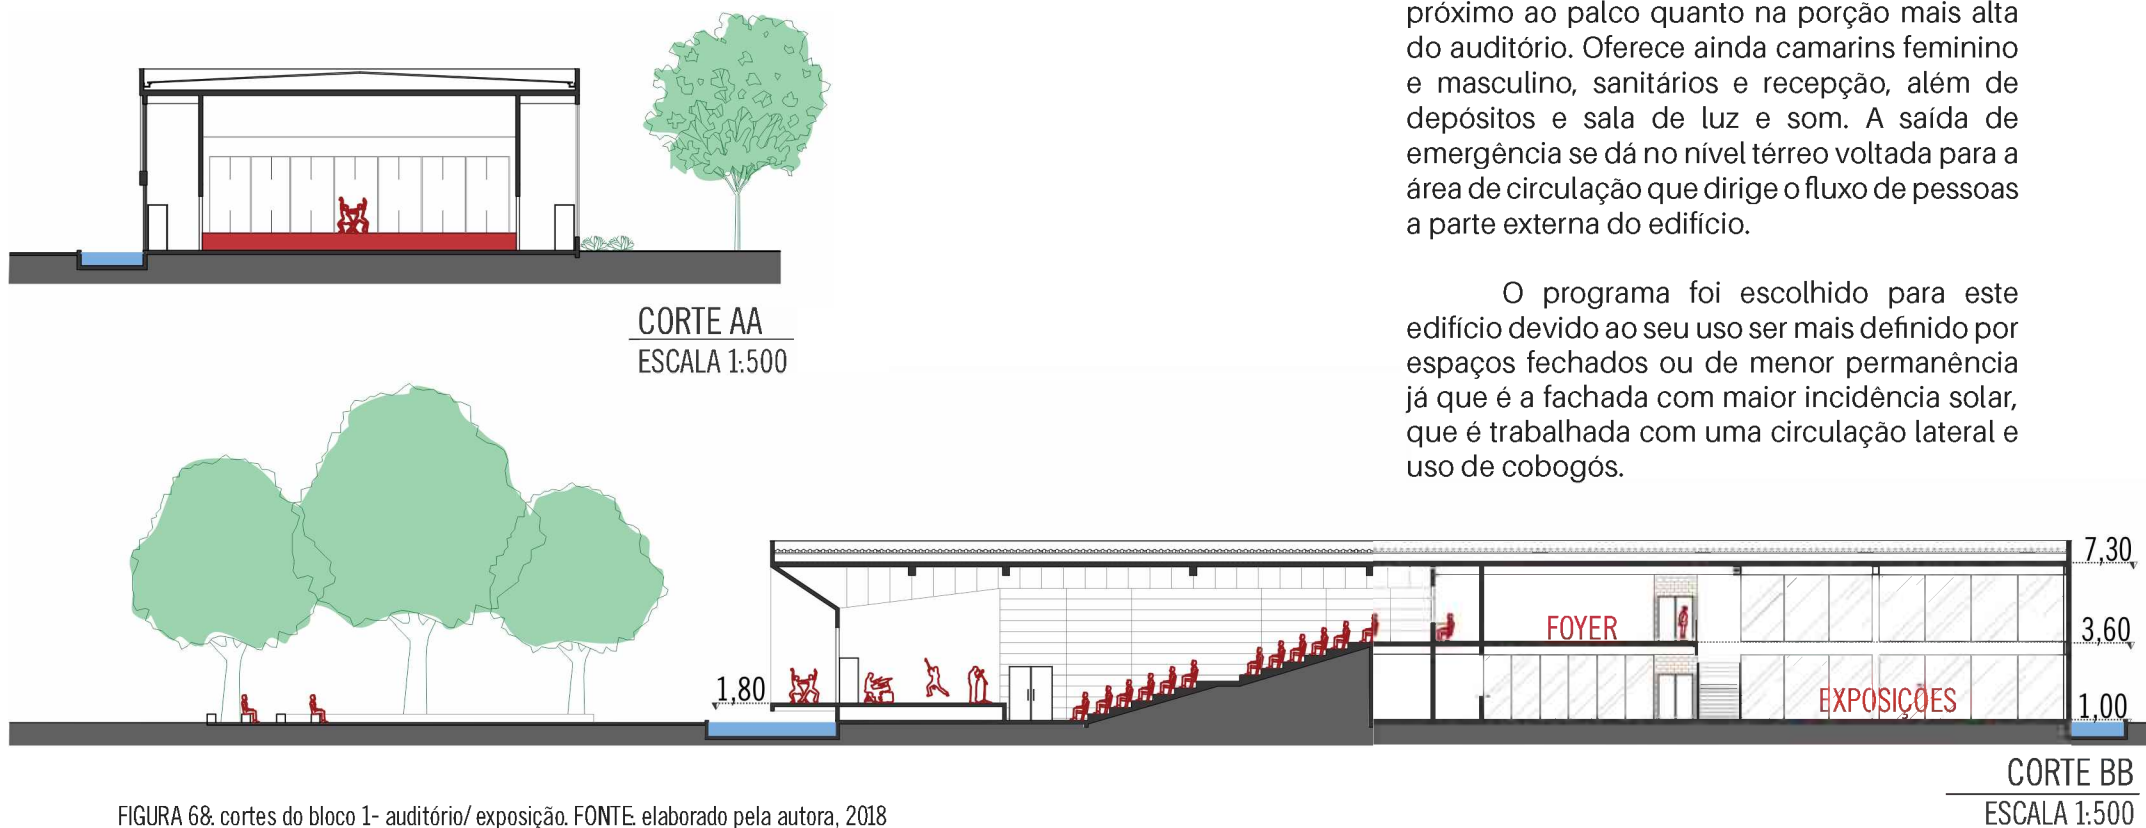 próximo ao palco quanto na porção mais alta
do auditório. Oferece ainda camarins feminino
e masculino, sanitários e recepção, além de
depósitos e sala de luz e som. A saída de
emergência se dá no nível térreo voltada para a
área de circulação que dirige o fluxo de pessoas
a parte externa do edifício.
O programa foi escolhido para este
edifício devido ao seu uso ser mais definido por
espaços fechados ou de menor permanência
já que é a fachada com maior incidência solar,
que é trabalhada com uma circulação lateral e
uso de cobogós.
CORTE AA
ESCALA 1:500
7,30
FOYER
3,60
1,80
EXPOSIÇÕES
1,00
CORTE BB
ESCALA 1:500
FIGURA 68: cortes do bloco 1- auditório/ exposição. FONTE: elaborado pela autora, 2018